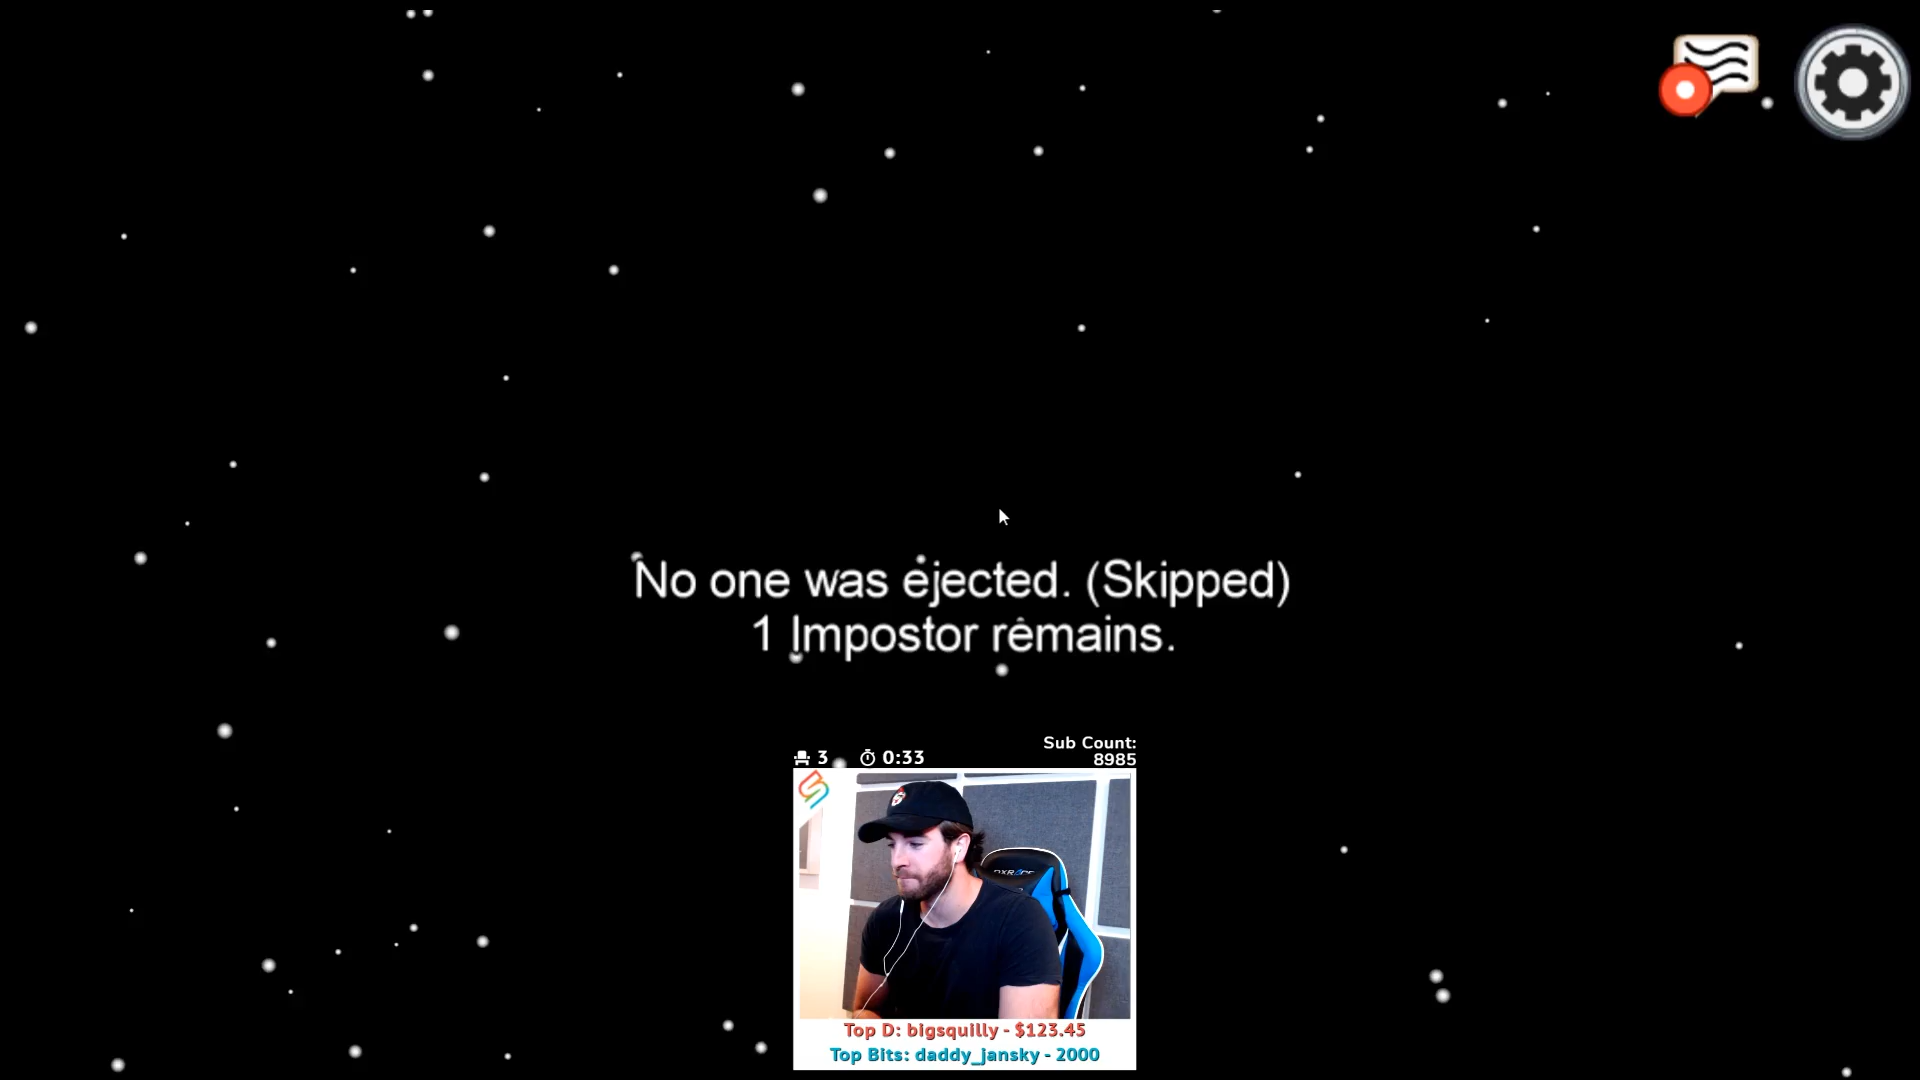 No one was ejected. (Skipped)
1 Impostor remains.
3 0:33
Sub Count:
8985
Top D: bigsquilly - $123.45
Top Bits: daddy_jansky - 2000